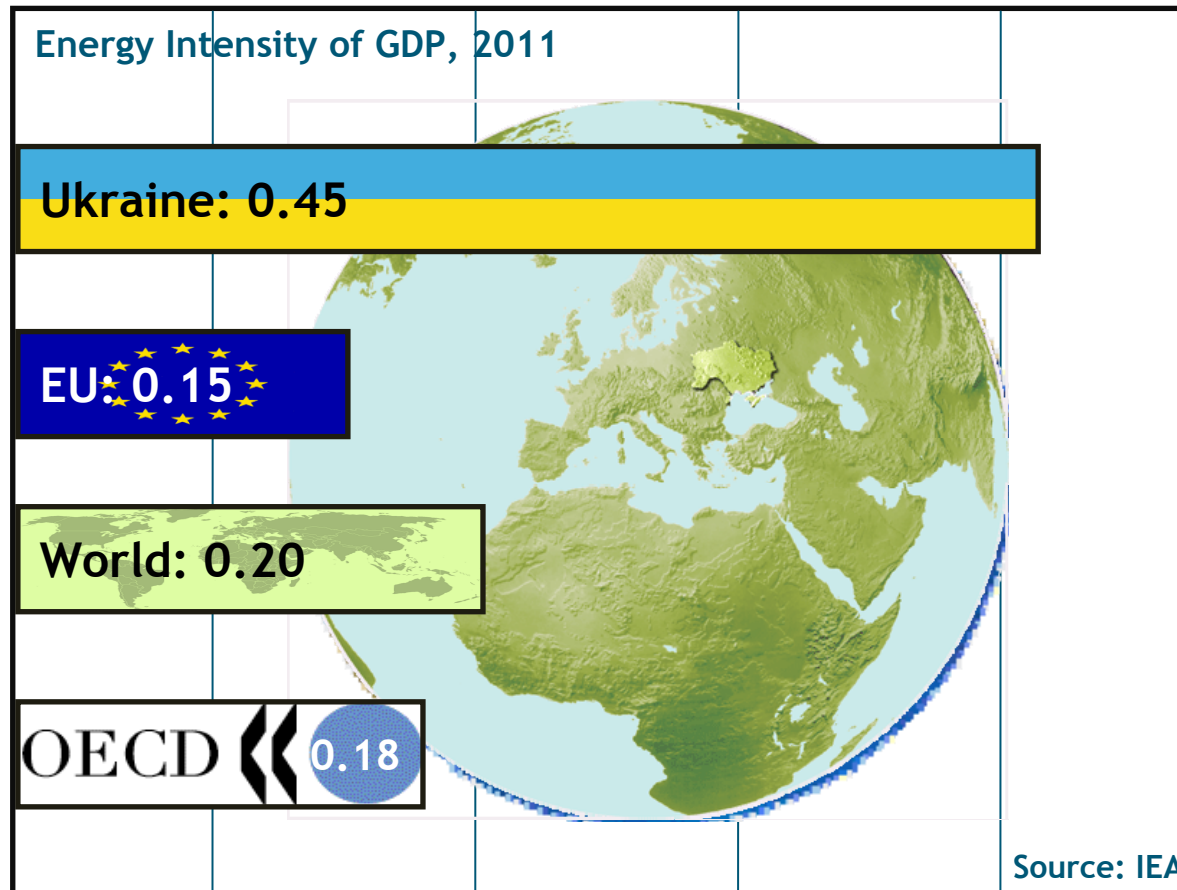 Energy Intensity of GDP, 2011
Ukraine: 0.45
EU: 0.15
World: 0.20
OECD 0.18
Source: IEA